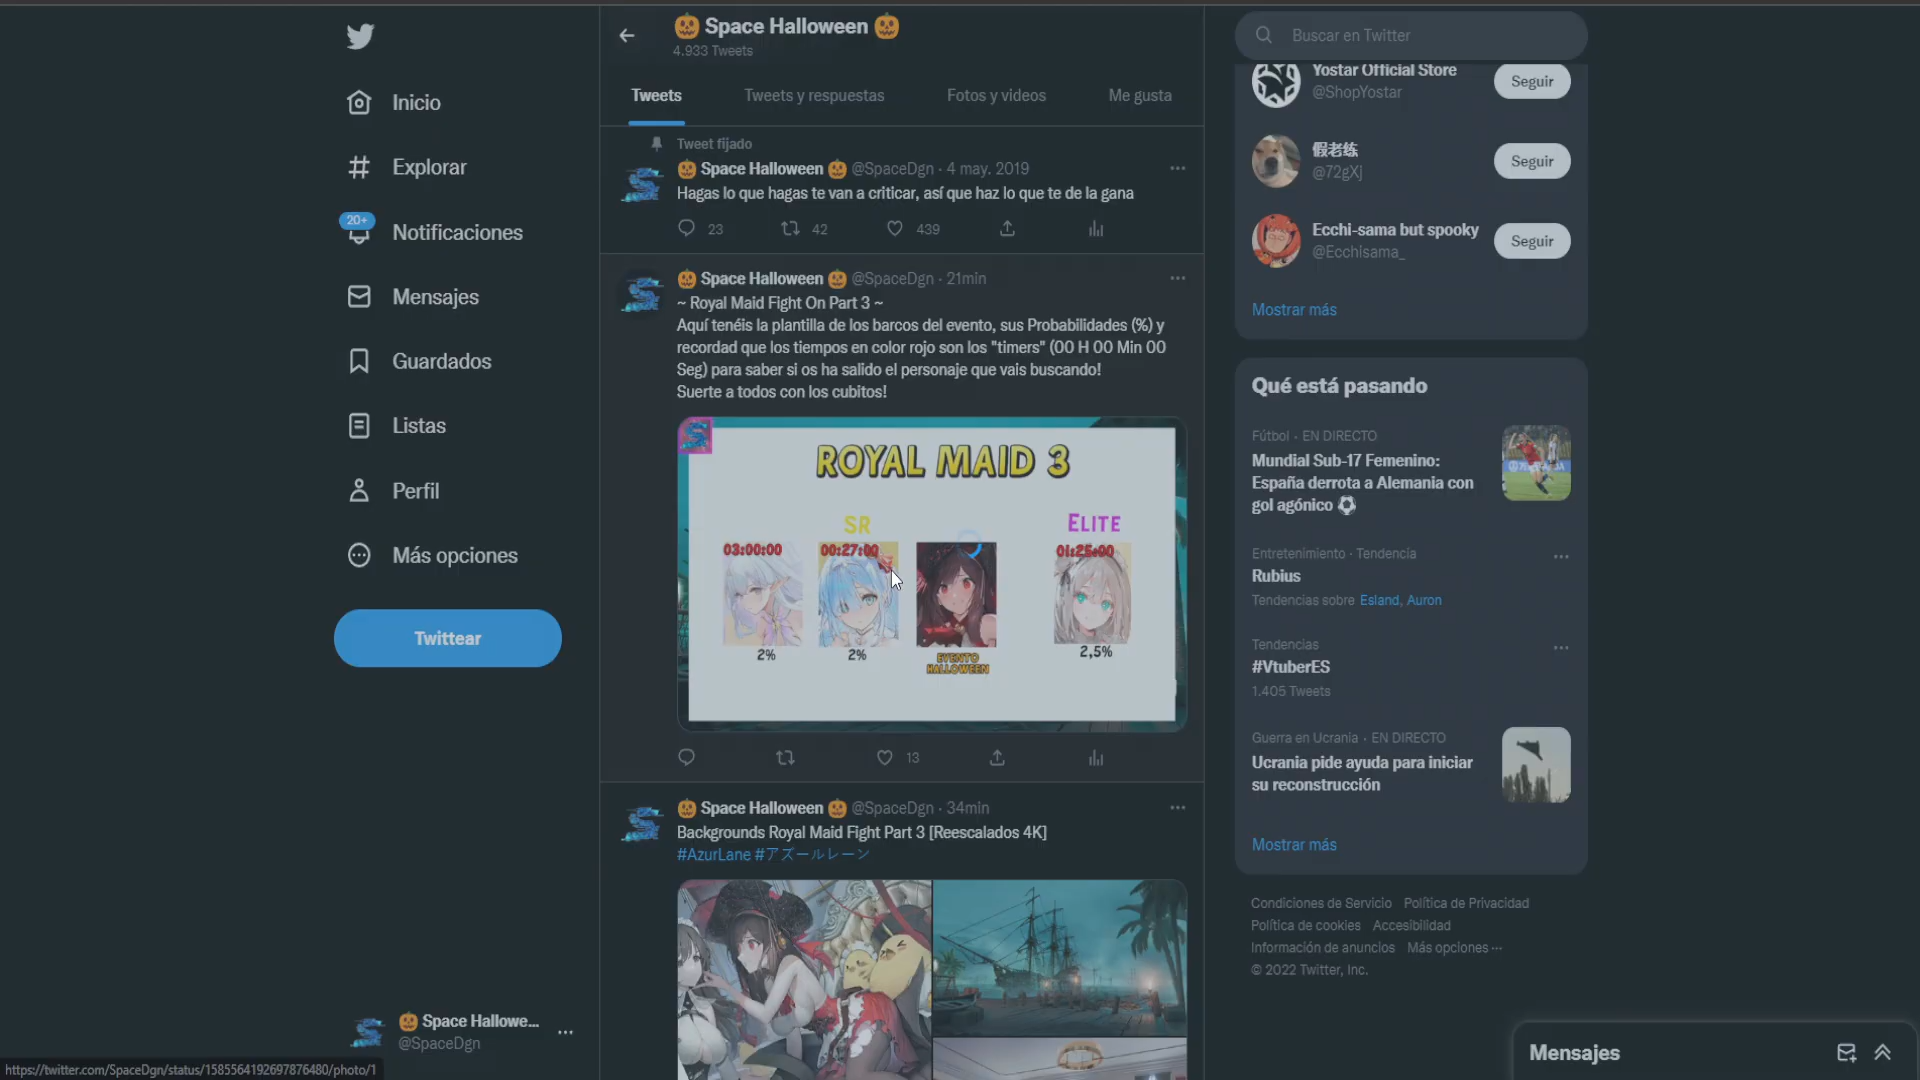 Inicio
Explorar
20+
Notificaciones
Mensajes
Guardados
Listas
Perfil
Más opciones
Twittear
🎃 Space Hallowe...
@SpaceDgn
https://twitter.com/SpaceDgn/status/1585564192697876480/photo/1
🎃 Space Halloween 🎃
4.933 Tweets
Tweets
Tweets y respuestas
Fotos y videos
Me gusta
Tweet fijado
🎃 Space Halloween 🎃 @SpaceDgn · 4 may. 2019
Hagas lo que hagas te van a criticar, así que haz lo que te de la gana
23
42
439
🎃 Space Halloween 🎃 @SpaceDgn · 21min
~ Royal Maid Fight On Part 3 ~
Aquí tenéis la plantilla de los barcos del evento, sus Probabilidades (%) y
recordad que los tiempos en color rojo son los "timers" (00 H 00 Min 00
Seg) para saber si os ha salido el personaje que vais buscando!
Suerte a todos con los cubitos!
ROYAL MAID 3
SR
ELITE
03:00:00
00:27:00
01:25:00
2%
2%
EVENTO
HALLOWEEN
2,5%
13
🎃 Space Halloween 🎃 @SpaceDgn · 34min
Backgrounds Royal Maid Fight Part 3 [Reescalados 4K]
#AzurLane #アズールレーン
Buscar en Twitter
Yostar Official Store
@ShopYostar
Seguir
假老练
@72gXj
Seguir
Ecchi-sama but spooky
@Ecchisama_
Seguir
Mostrar más
Qué está pasando
Fútbol · EN DIRECTO
Mundial Sub-17 Femenino:
España derrota a Alemania con
gol agónico ⚽
Entretenimiento · Tendencia
Rubius
Tendencias sobre Esland, Auron
Tendencias
#VtuberES
1.405 Tweets
Guerra en Ucrania · EN DIRECTO
Ucrania pide ayuda para iniciar
su reconstrucción
Mostrar más
Condiciones de Servicio Política de Privacidad
Política de cookies Accesibilidad
Información de anuncios Más opciones ···
© 2022 Twitter, Inc.
Mensajes